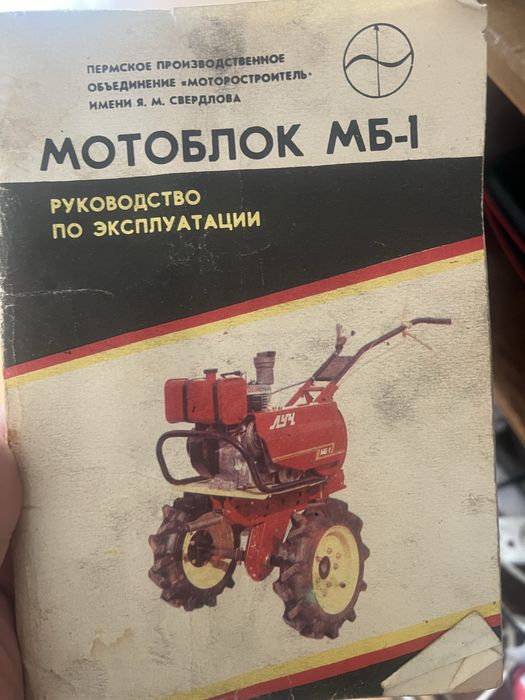 ПЕРМСКОЕ ПРОИЗВОДСТВЕННОЕ
ОБЪЕДИНЕНИЕ «МОТОРОСТРОИТЕЛЬ»
ИМЕНИ Я. М. СВЕРДЛОВА
МОТОБЛОК МБ-1
РУКОВОДСТВО
ПО ЭКСПЛУАТАЦИИ
ЛУЧ
МБ-1